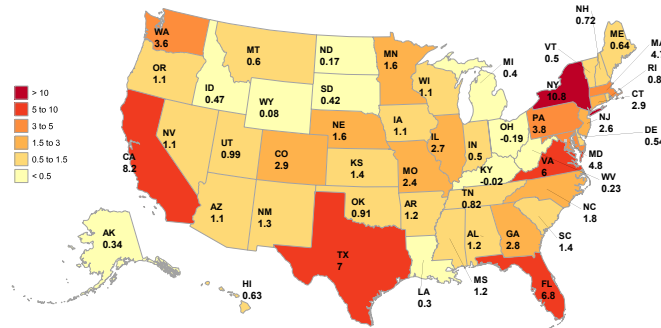 NH
0.72
WA
3.6
ME
0.64
VT
0.5
MT
0.6
ND
0.17
MN
1.6
MI
0.4
RI
0.8
OR
1.1
ID
0.47
WY
0.08
SD
0.42
WI
1.1
NY
10.8
CT
2.9
> 10
5 to 10
3 to 5
1.5 to 3
0.5 to 1.5
< 0.5
NV
1.1
UT
0.99
NE
1.6
IA
1.1
IL
2.7
IN
0.5
OH
-0.19
PA
3.8
NJ
2.6
DE
0.54
CA
8.2
CO
2.9
KS
1.4
MO
2.4
KY
-0.02
VA
6
MD
4.8
WV
0.23
AZ
1.1
NM
1.3
OK
0.91
AR
1.2
TN
0.82
NC
1.8
AK
0.34
TX
7
AL
1.2
GA
2.8
SC
1.4
HI
0.63
LA
0.3
MS
1.2
FL
6.8